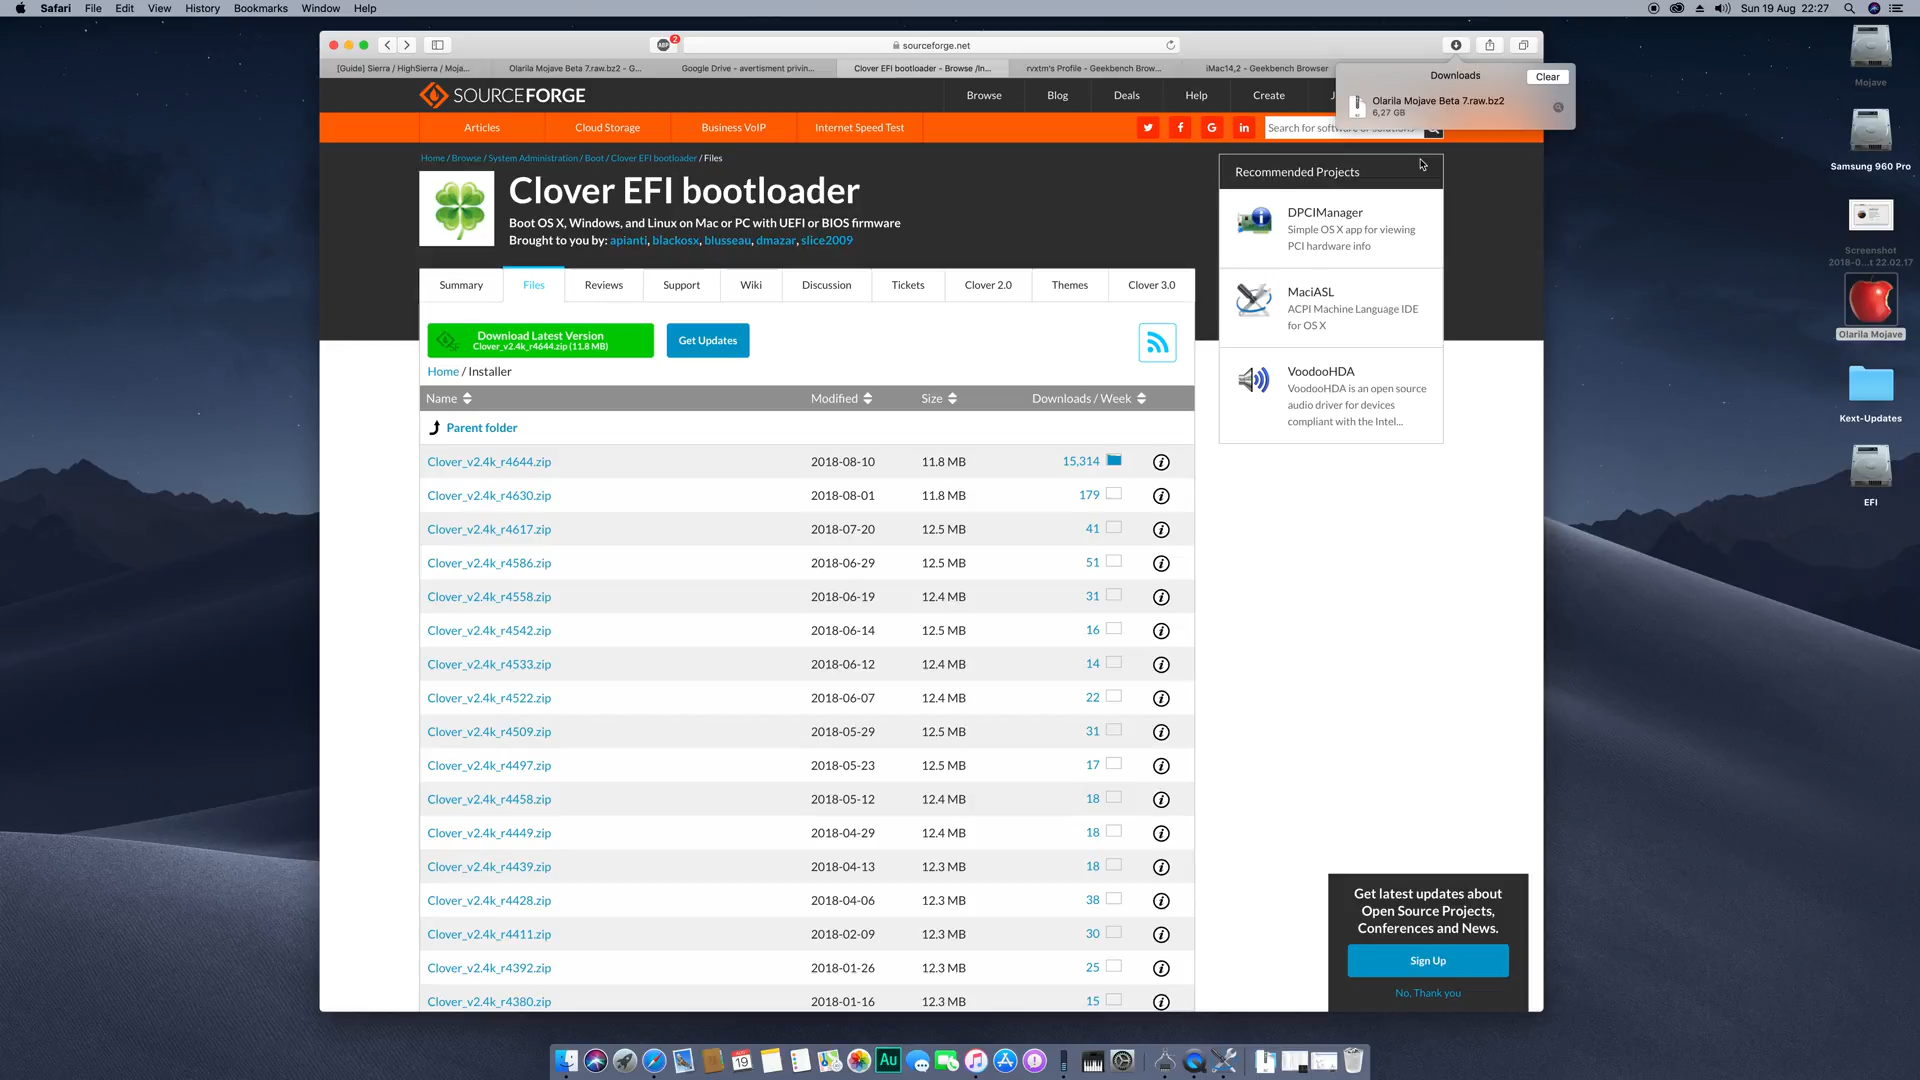 Safari File Edit View History Bookmarks Window Help
Sun 19 Aug 22:27
ABP 2
sourceforge.net
[Guide] Sierra / HighSierra / Moja...
Olarila Mojave Beta 7.raw.bz2 - G...
Google Drive - avertisment privin...
Clover EFI bootloader - Browse /In...
rvxtm's Profile - Geekbench Brow...
iMac14,2 - Geekbench Browser
Downloads
Clear
Olarila Mojave Beta 7.raw.bz2
6,27 GB
SOURCEFORGE
Browse Blog Deals Help Create J
Articles Cloud Storage Business VoIP Internet Speed Test
Search for software or solutions...
Home / Browse / System Administration / Boot / Clover EFI bootloader / Files
Clover EFI bootloader
Boot OS X, Windows, and Linux on Mac or PC with UEFI or BIOS firmware
Brought to you by: apianti, blackosx, blusseau, dmazar, slice2009
Summary Files Reviews Support Wiki Discussion Tickets Clover 2.0 Themes Clover 3.0
Download Latest Version
Clover_v2.4k_r4644.zip (11.8 MB)
Get Updates
Home / Installer
Name Modified Size Downloads / Week
Parent folder
Clover_v2.4k_r4644.zip 2018-08-10 11.8 MB 15,314
Clover_v2.4k_r4630.zip 2018-08-01 11.8 MB 179
Clover_v2.4k_r4617.zip 2018-07-20 12.5 MB 41
Clover_v2.4k_r4586.zip 2018-06-29 12.5 MB 51
Clover_v2.4k_r4558.zip 2018-06-19 12.4 MB 31
Clover_v2.4k_r4542.zip 2018-06-14 12.5 MB 16
Clover_v2.4k_r4533.zip 2018-06-12 12.4 MB 14
Clover_v2.4k_r4522.zip 2018-06-07 12.4 MB 22
Clover_v2.4k_r4509.zip 2018-05-29 12.5 MB 31
Clover_v2.4k_r4497.zip 2018-05-23 12.5 MB 17
Clover_v2.4k_r4458.zip 2018-05-12 12.4 MB 18
Clover_v2.4k_r4449.zip 2018-04-29 12.4 MB 18
Clover_v2.4k_r4439.zip 2018-04-13 12.3 MB 18
Clover_v2.4k_r4428.zip 2018-04-06 12.3 MB 38
Clover_v2.4k_r4411.zip 2018-02-09 12.3 MB 30
Clover_v2.4k_r4392.zip 2018-01-26 12.3 MB 25
Clover_v2.4k_r4380.zip 2018-01-16 12.3 MB 15
Recommended Projects
DPCIManager
Simple OS X app for viewing
PCI hardware info
MaciASL
ACPI Machine Language IDE
for OS X
VoodooHDA
VoodooHDA is an open source
audio driver for devices
compliant with the Intel...
Get latest updates about
Open Source Projects,
Conferences and News.
Sign Up
No, Thank you
Mojave
Samsung 960 Pro
Screenshot
2018-0...t 22.02.17
Olarila Mojave
Kext-Updates
EFI
19
Au